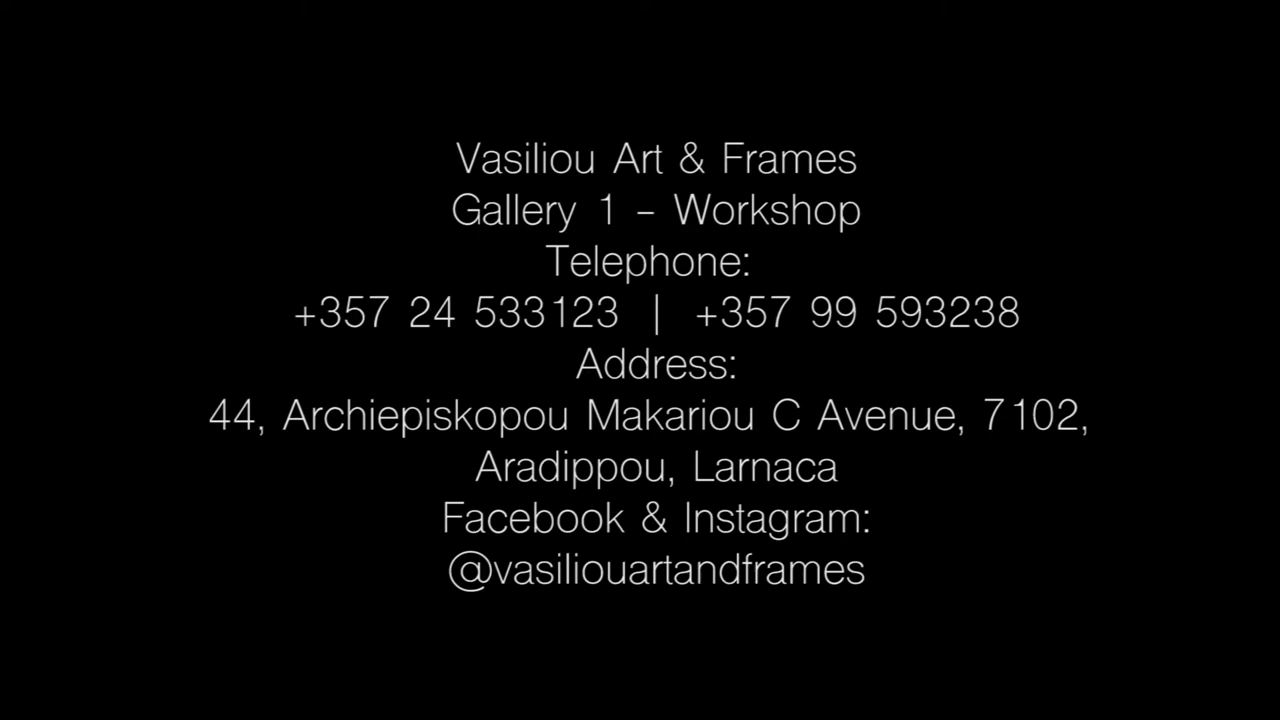 Vasiliou Art & Frames
Gallery 1 – Workshop
Telephone:
+357 24 533123 | +357 99 593238
Address:
44, Archiepiskopou Makariou C Avenue, 7102,
Aradippou, Larnaca
Facebook & Instagram:
@vasiliouartandframes